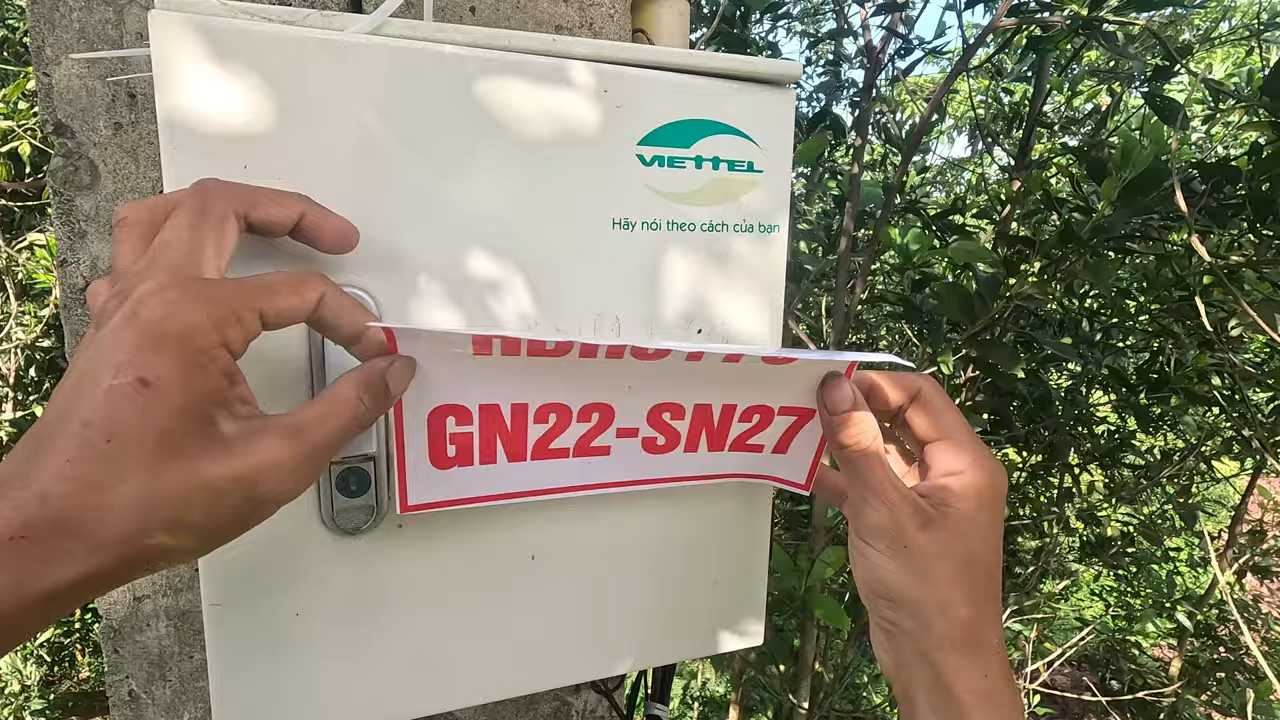 VIETTEL
Hãy nói theo cách của bạn
GN22-SN27